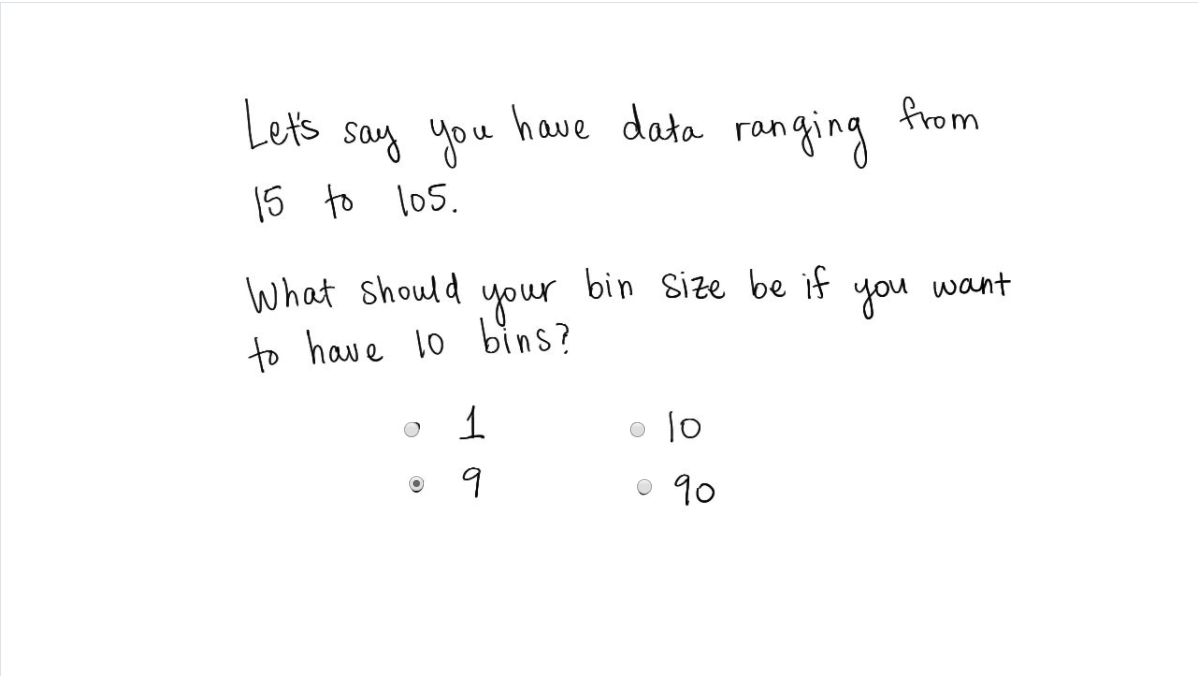 Let's say you have data ranging from
15 to 105.
What should your bin size be if you want
to have 10 bins?
1 10
9 90